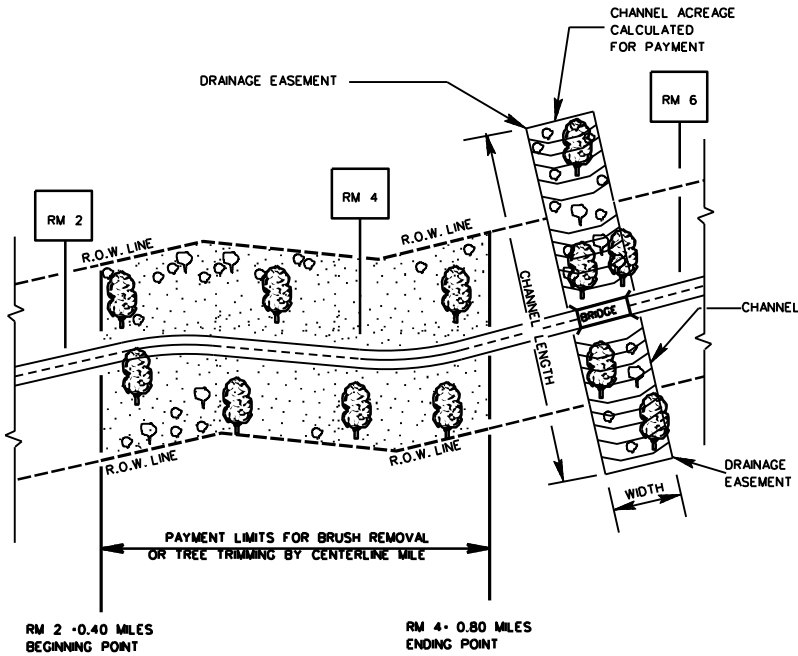 CHANNEL ACREAGE
CALCULATED
FOR PAYMENT
DRAINAGE EASEMENT
RM 6
RM 4
RM 2
R.O.W. LINE
R.O.W. LINE
CHANNEL LENGTH
BRIDGE
CHANNEL
R.O.W. LINE
R.O.W. LINE
DRAINAGE
EASEMENT
WIDTH
PAYMENT LIMITS FOR BRUSH REMOVAL
OR TREE TRIMMING BY CENTERLINE MILE
RM 2 +0.40 MILES
BEGINNING POINT
RM 4+ 0.80 MILES
ENDING POINT